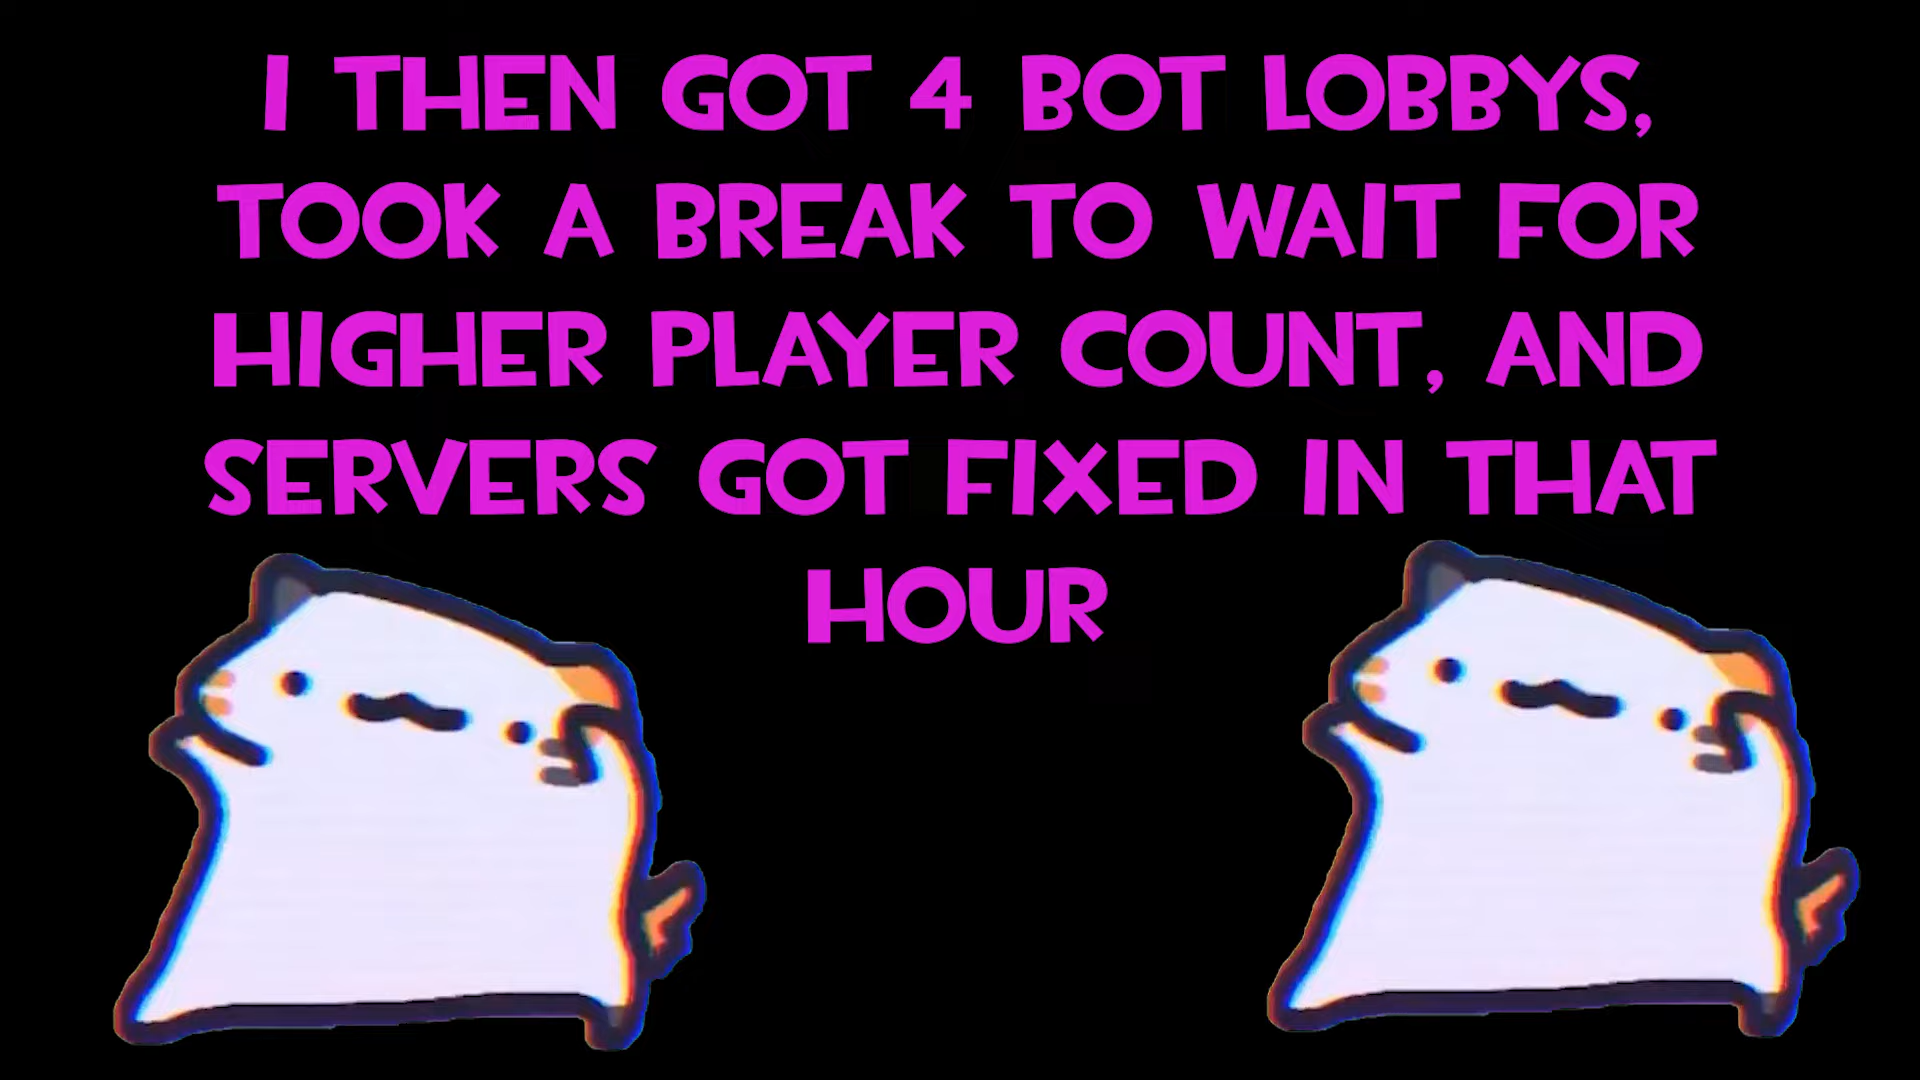 I THEN GOT 4 BOT LOBBYS,
TOOK A BREAK TO WAIT FOR
HIGHER PLAYER COUNT, AND
SERVERS GOT FIXED IN THAT
HOUR